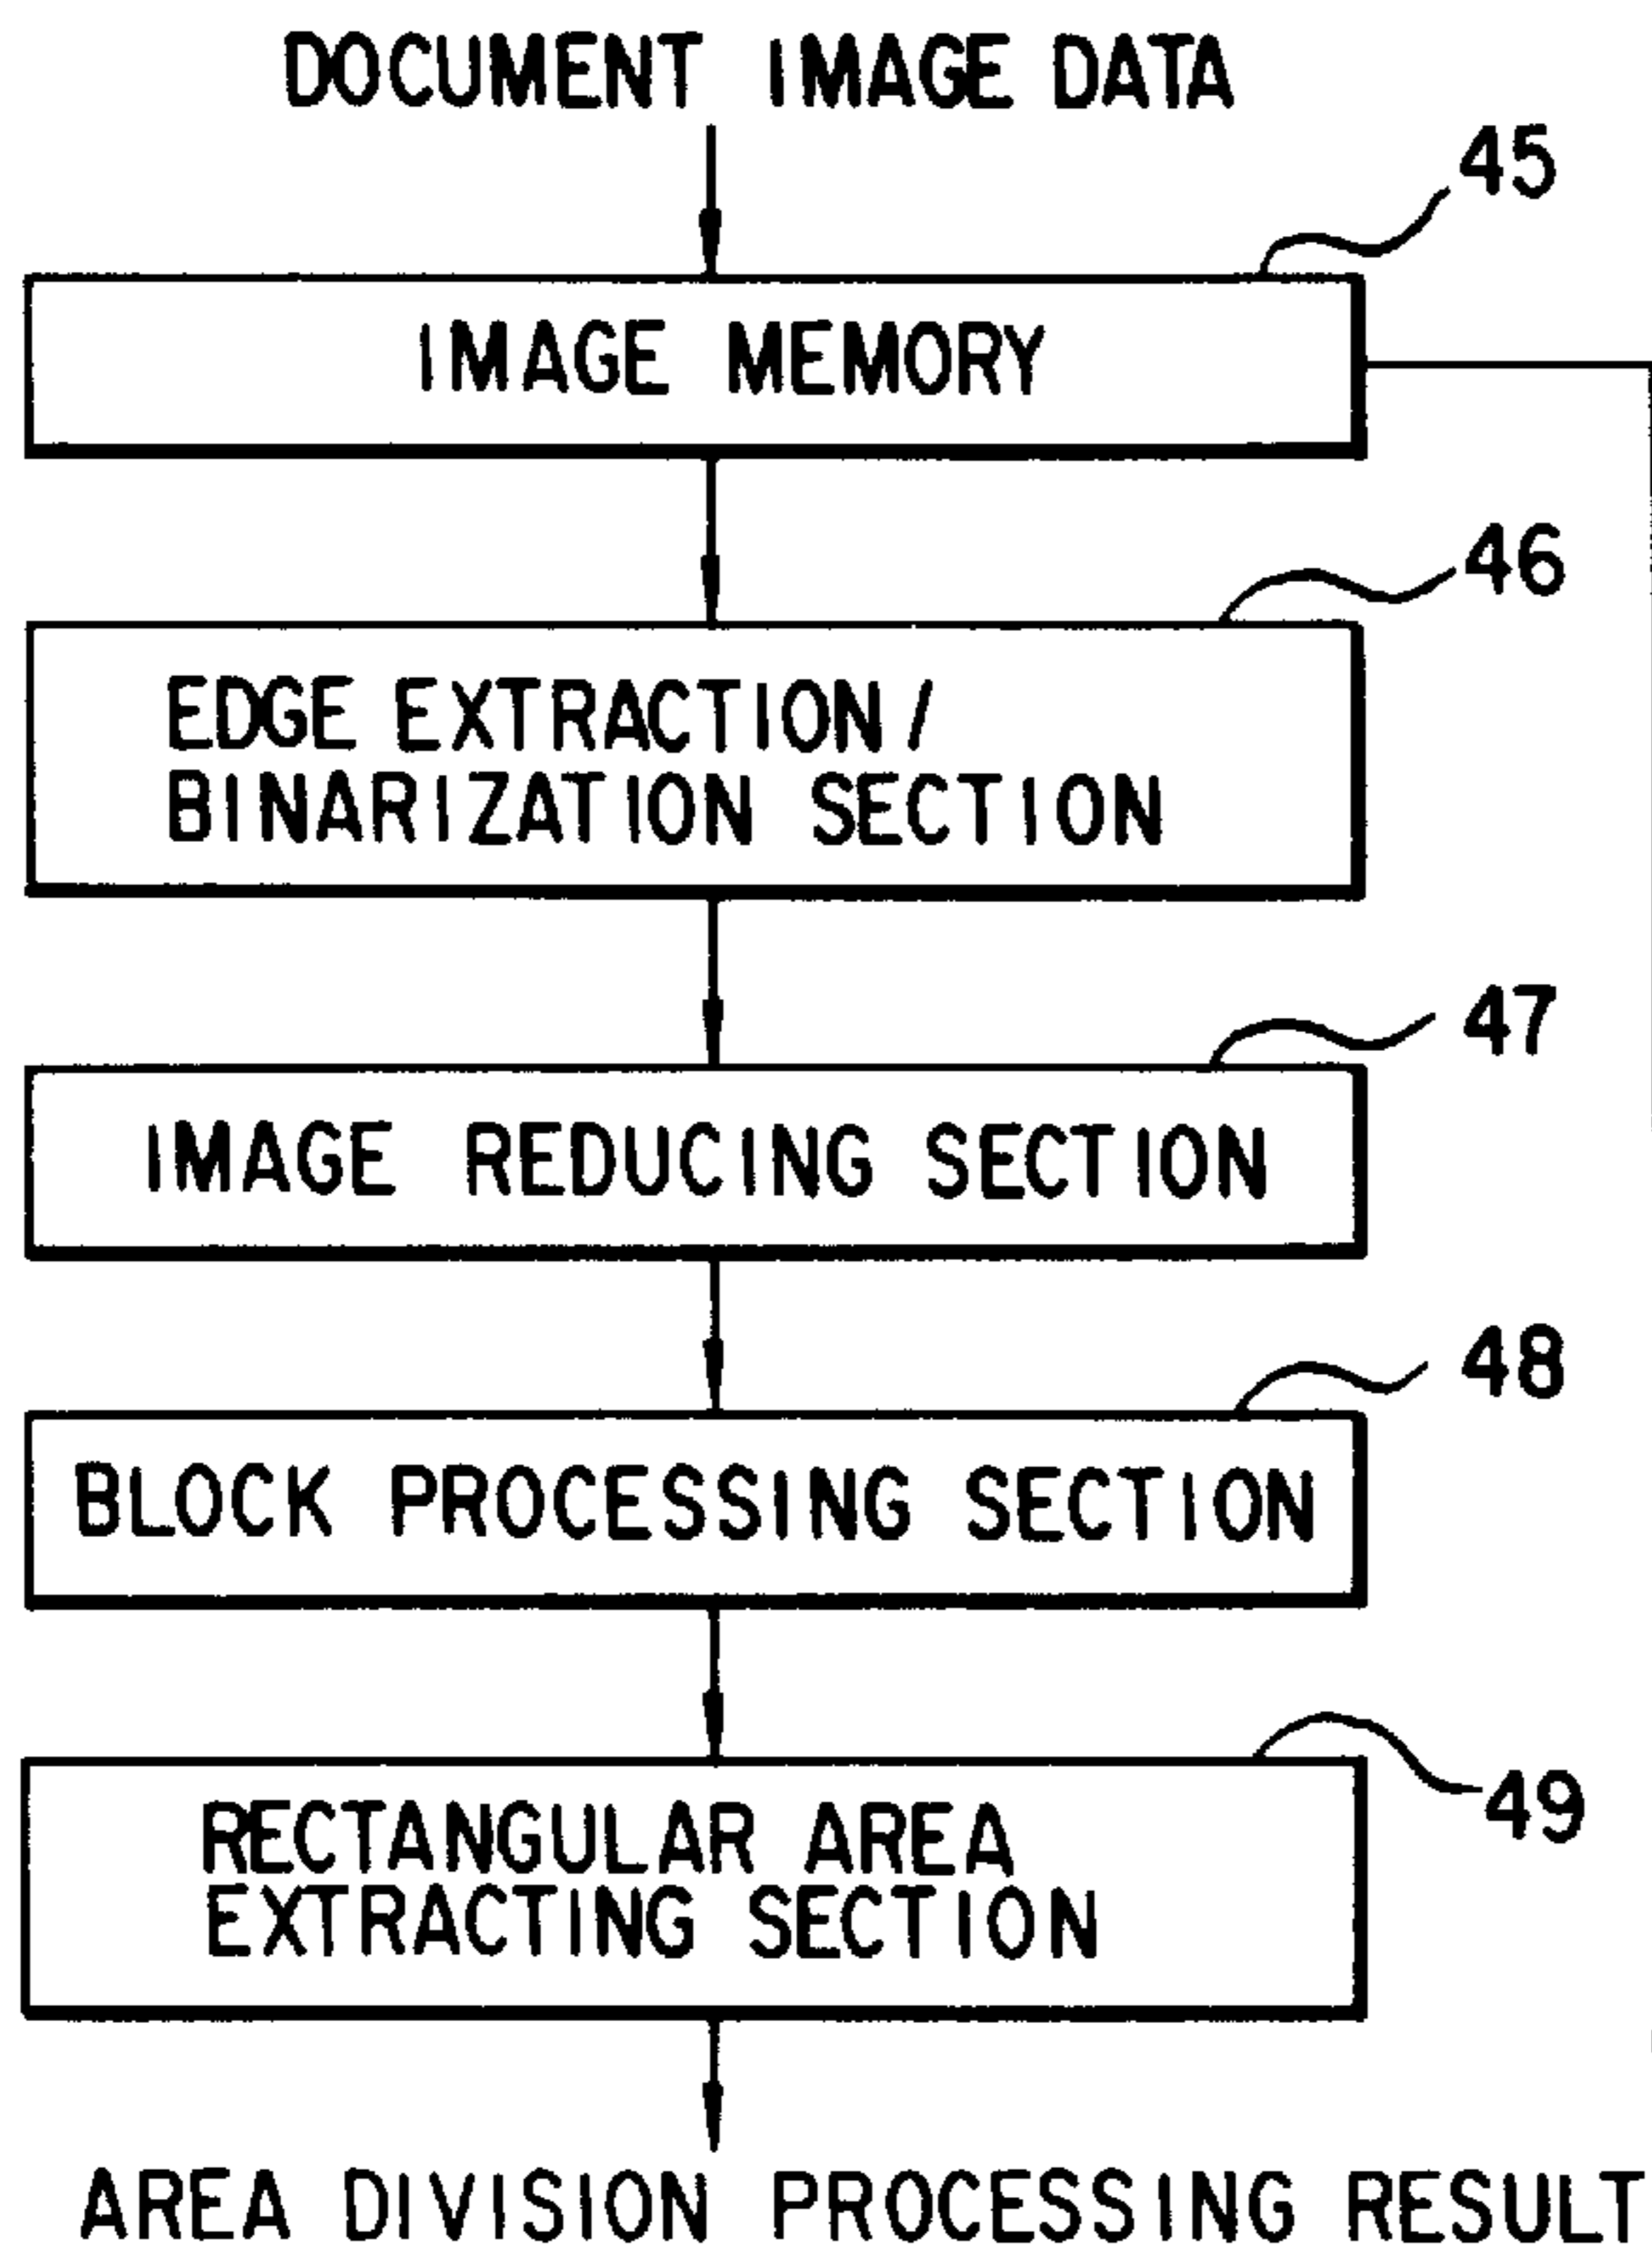 DOCUMENT IMAGE DATA
45
IMAGE MEMORY
46
EDGE EXTRACTION/
BINARIZATION SECTION
47
IMAGE REDUCING SECTION
48
BLOCK PROCESSING SECTION
49
RECTANGULAR AREA
EXTRACTING SECTION
AREA DIVISION PROCESSING RESULT